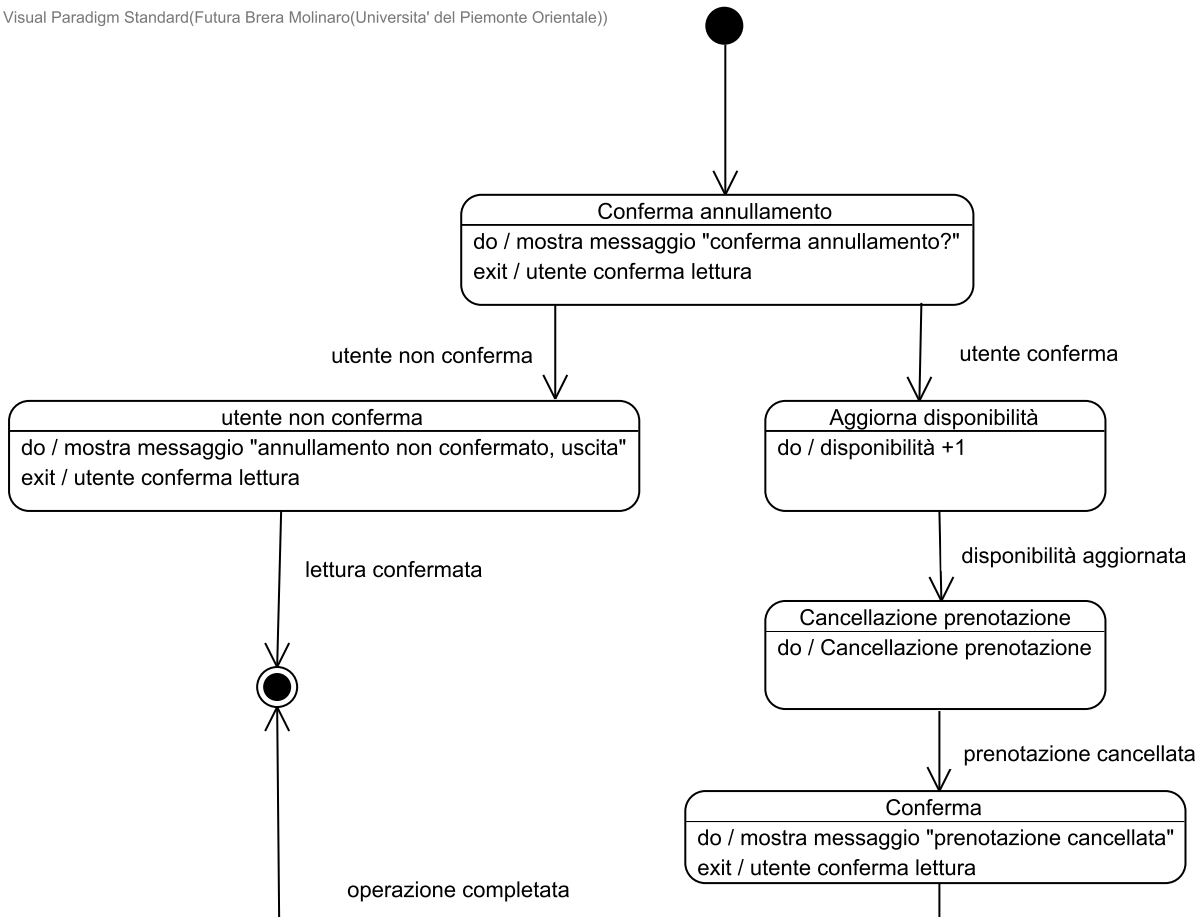 Visual Paradigm Standard(Futura Brera Molinaro(Universita' del Piemonte Orientale))
Conferma annullamento
do / mostra messaggio "conferma annullamento?"
exit / utente conferma lettura
utente non conferma
utente conferma
utente non conferma
do / mostra messaggio "annullamento non confermato, uscita"
exit / utente conferma lettura
Aggiorna disponibilità
do / disponibilità +1
lettura confermata
disponibilità aggiornata
Cancellazione prenotazione
do / Cancellazione prenotazione
prenotazione cancellata
Conferma
do / mostra messaggio "prenotazione cancellata"
exit / utente conferma lettura
operazione completata